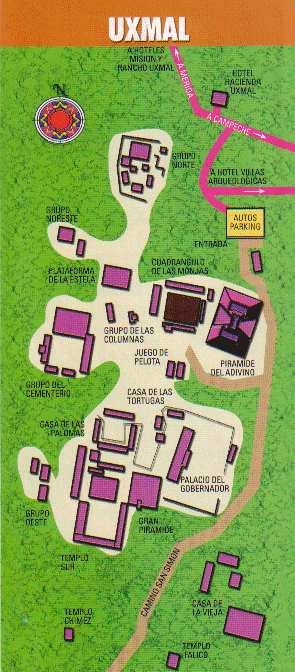 UXMAL
A HOTELES
MISION Y
RANCHO UXMAL
A MERIDA
HOTEL
HACIENDA
UXMAL
N
A CAMPECHE
GRUPO
NORTE
A HOTEL VILLAS
ARQUEOLOGICAS
GRUPO
NORESTE
AUTOS
PARKING
ENTRADA
PLATAFORMA
DE LA ESTELA
CUADRANGULO
DE LAS MONJAS
GRUPO DE LAS
COLUMNAS
JUEGO DE
PELOTA
PIRAMIDE
DEL ADIVINO
GRUPO DEL
CEMENTERIO
CASA DE LAS
TORTUGAS
CASA DE LAS
PALOMAS
PALACIO DEL
GOBERNADOR
GRUPO
OESTE
GRAN
PIRAMIDE
TEMPLO
SUR
CAMINO SAN SIMON
TEMPLO
CHIMEZ
CASA DE
LA VIEJA
TEMPLO
FALICO